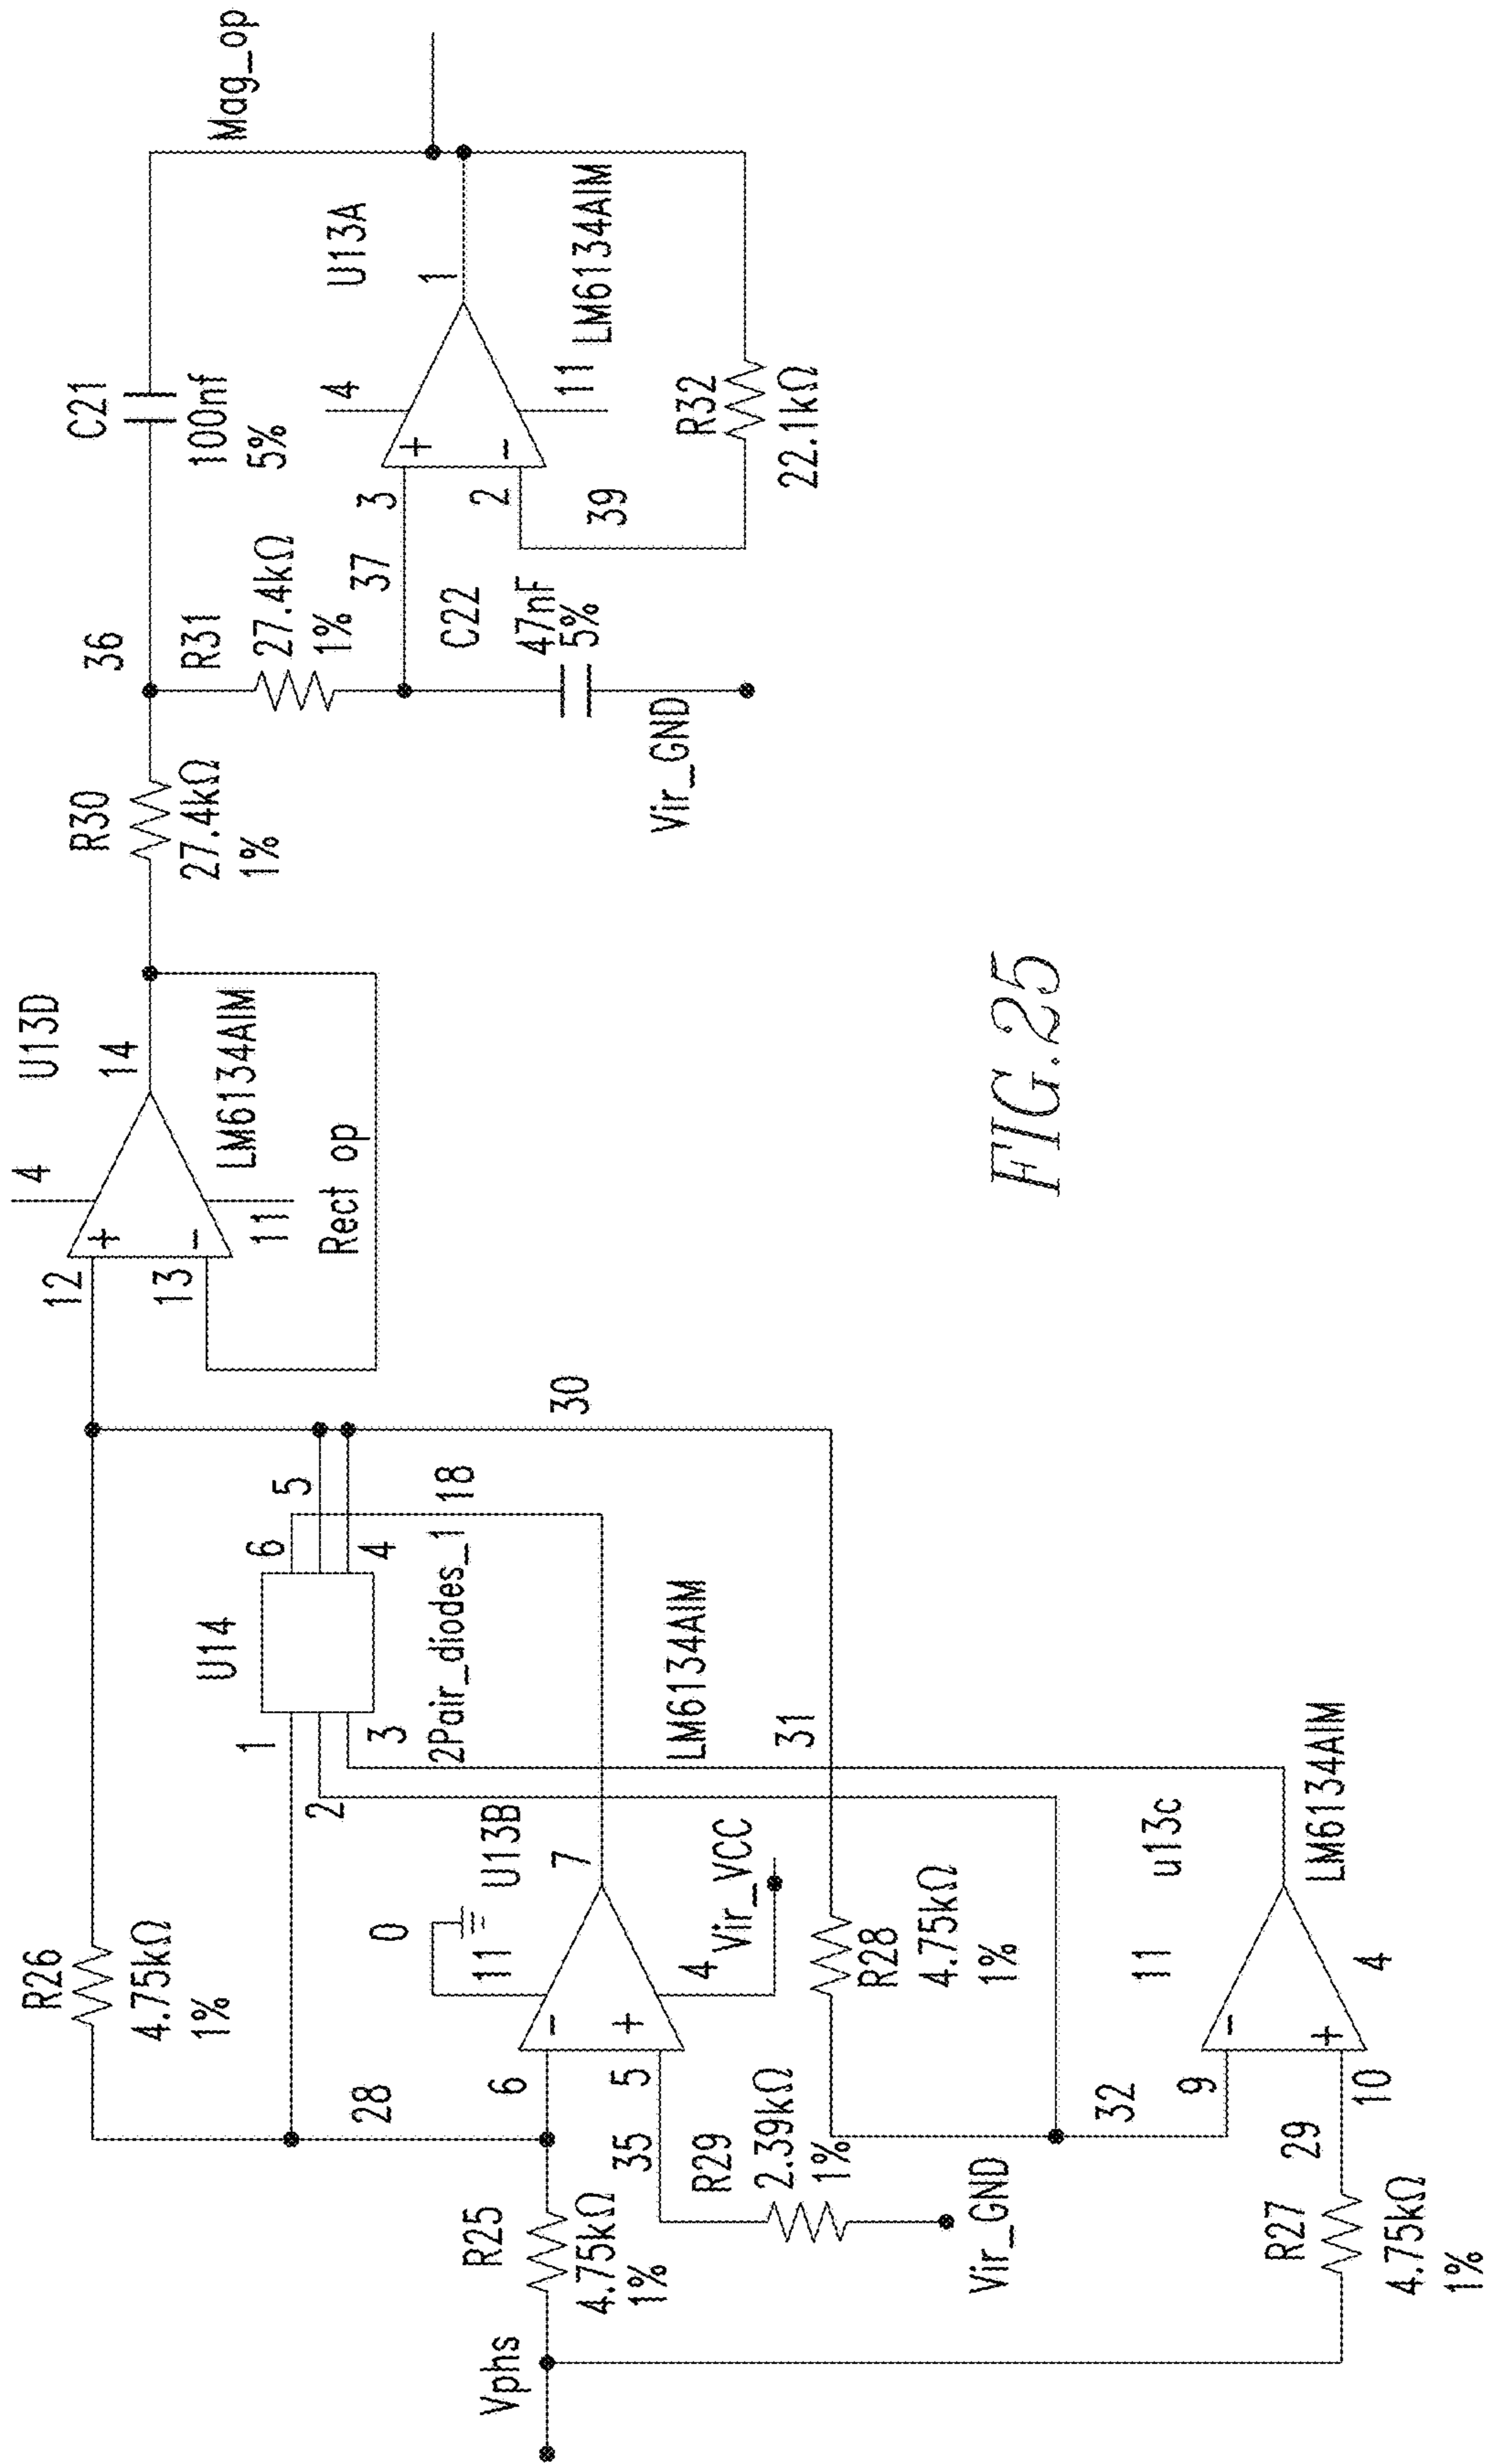 Vphs
R25
4.75kΩ
1%
R26
4.75kΩ
1%
28
6
5
35
R29
2.39kΩ
1%
Vir_GND
0
11
U13B
7
4
Vir_VCC
LM6134AIM
R27
4.75kΩ
1%
29
10
9
32
11
u13c
4
LM6134AIM
R28
4.75kΩ
1%
31
1
2
3
U14
6
5
4
18
2Pair_diodes_1
30
12
13
+
-
4
11
U13D
14
LM6134AIM
Rect op
R30
27.4kΩ
1%
36
R31
27.4kΩ
1%
37
C22
47nF
5%
Vir_GND
C21
100nf
5%
3
2
39
+
-
4
11
U13A
1
LM6134AIM
R32
22.1kΩ
Mag_op
-
+
-
+
FIG.25